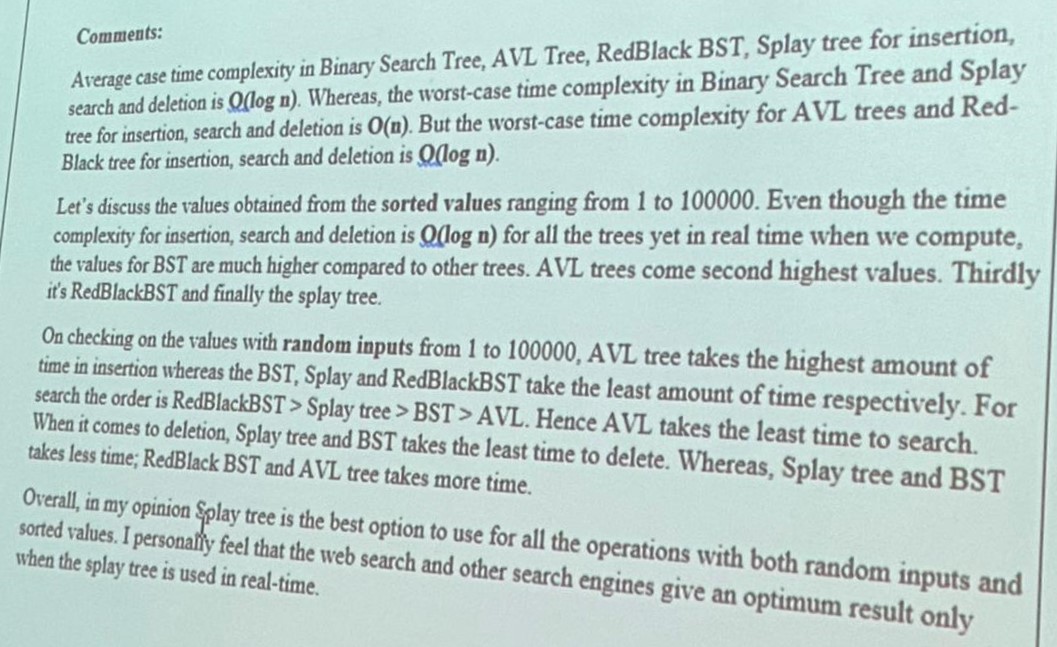 Comments:
Average case time complexity in Binary Search Tree, AVL Tree, RedBlack BST, Splay tree for insertion,
search and deletion is O(log n). Whereas, the worst-case time complexity in Binary Search Tree and Splay
tree for insertion, search and deletion is O(n). But the worst-case time complexity for AVL trees and Red-
Black tree for insertion, search and deletion is O(log n).
Let's discuss the values obtained from the sorted values ranging from 1 to 100000. Even though the time
complexity for insertion, search and deletion is O(log n) for all the trees yet in real time when we compute,
the values for BST are much higher compared to other trees. AVL trees come second highest values. Thirdly
it's RedBlackBST and finally the splay tree.
On checking on the values with random inputs from 1 to 100000, AVL tree takes the highest amount of
time in insertion whereas the BST, Splay and RedBlackBST take the least amount of time respectively. For
search the order is RedBlackBST > Splay tree > BST > AVL. Hence AVL takes the least time to search.
When it comes to deletion, Splay tree and BST takes the least time to delete. Whereas, Splay tree and BST
takes less time; RedBlack BST and AVL tree takes more time.
Overall, in my opinion Splay tree is the best option to use for all the operations with both random inputs and
sorted values. I personally feel that the web search and other search engines give an optimum result only
when the splay tree is used in real-time.